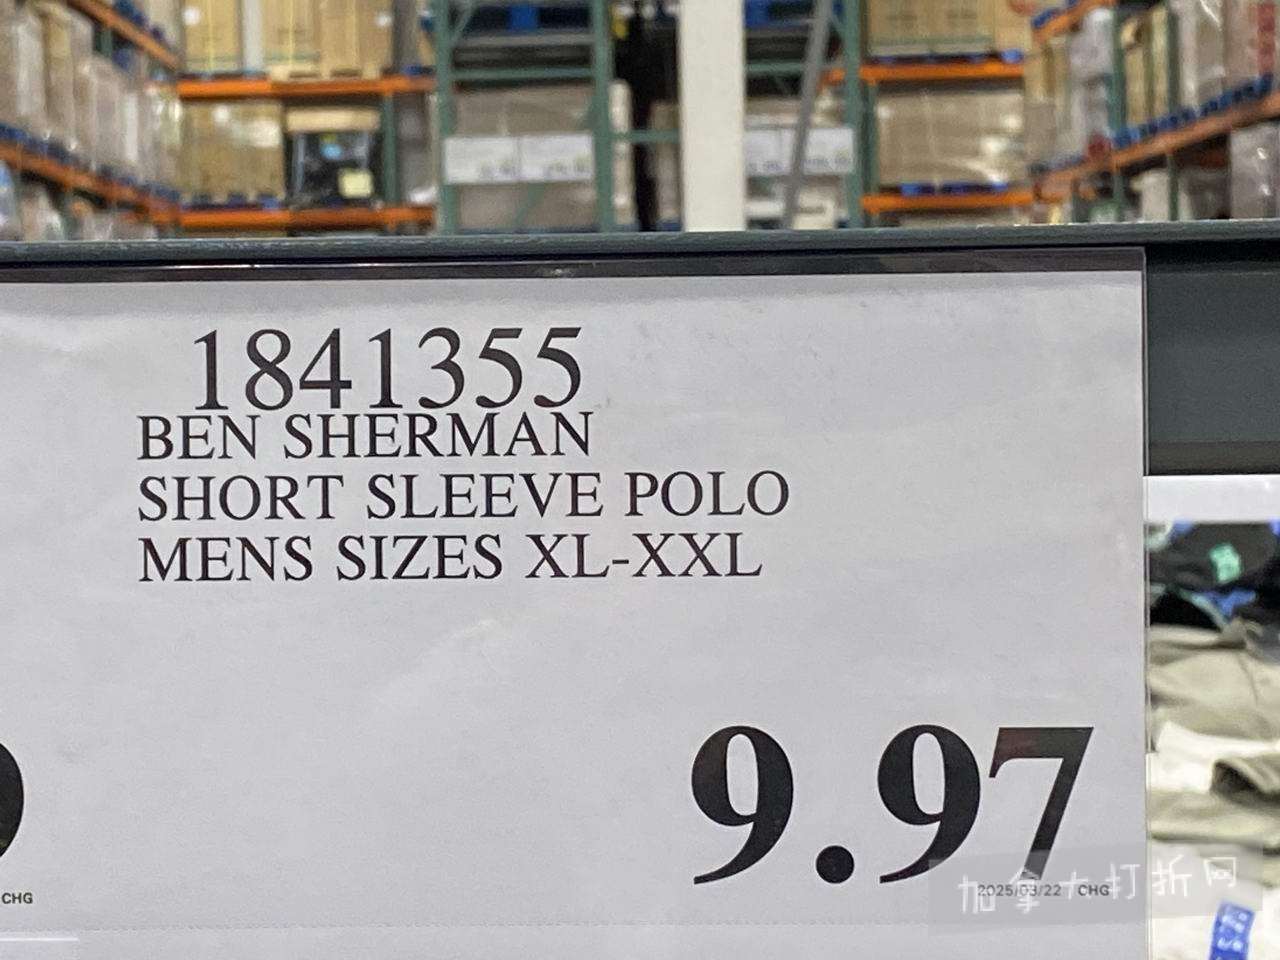 1841355
BEN SHERMAN
SHORT SLEEVE POLO
MENS SIZES XL-XXL
9.97
2025/03/22 CHG
加拿大打折网
CHG